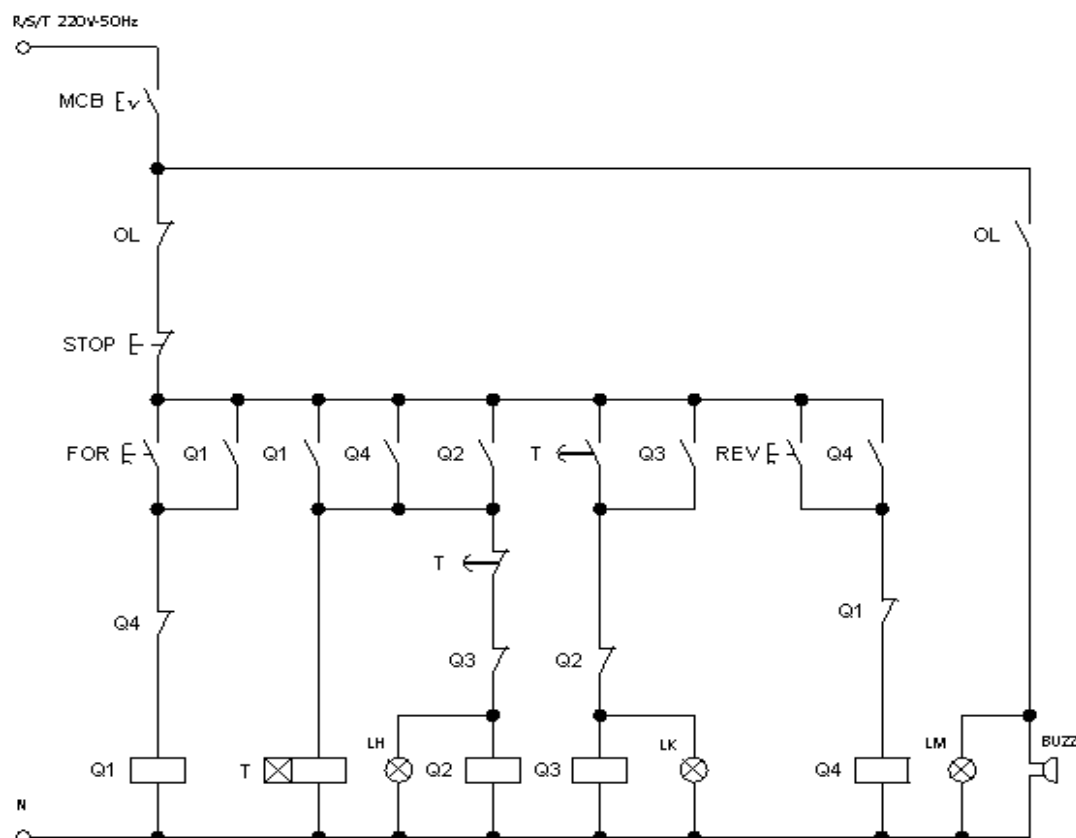 R/S/T 220V-50Hz
MCB
OL
OL
STOP
FOR Q1 Q1 Q4 Q2 T Q3 REV Q4
T
Q4 Q1
Q3 Q2
LH LK LM BUZZ
Q1 T Q2 Q3 Q4
N